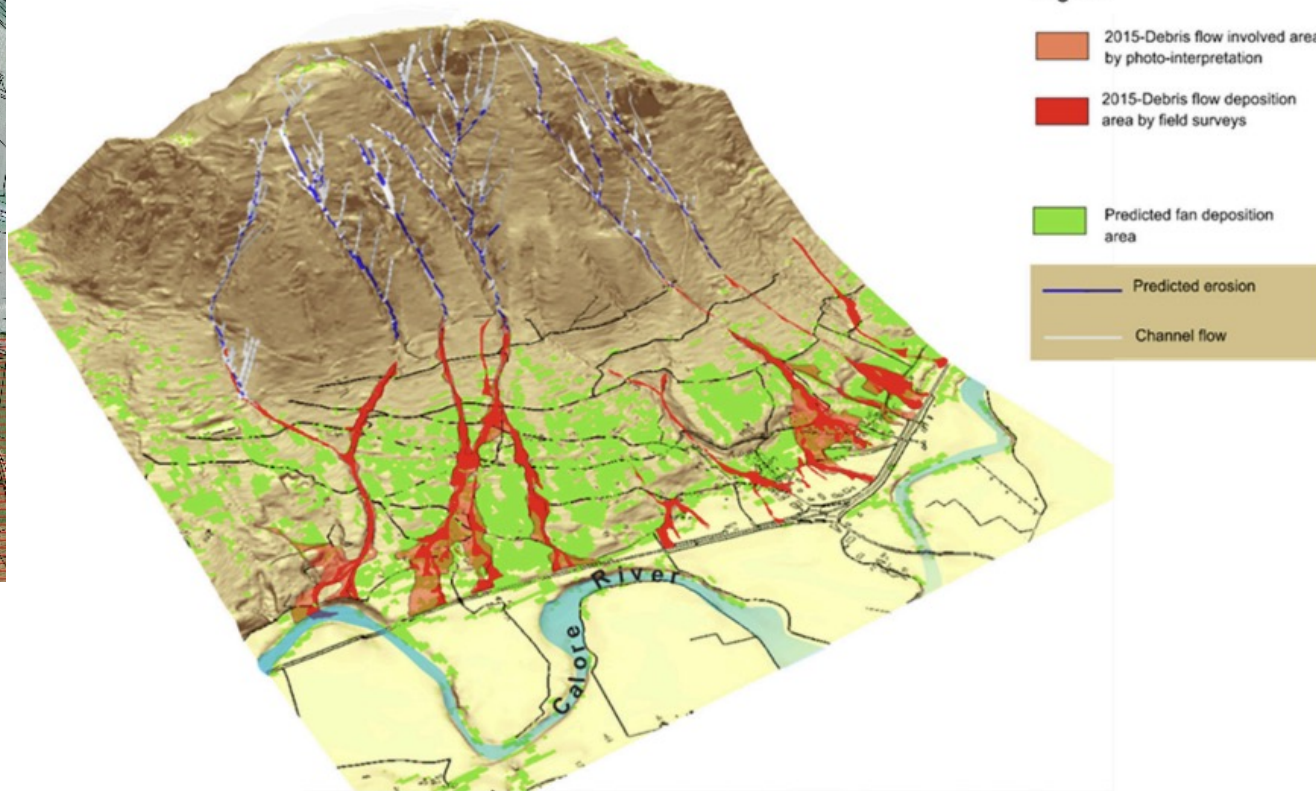 2015-Debris flow involved area
by photo-interpretation
2015-Debris flow deposition
area by field surveys
Predicted fan deposition
area
Predicted erosion
Channel flow
Calore River